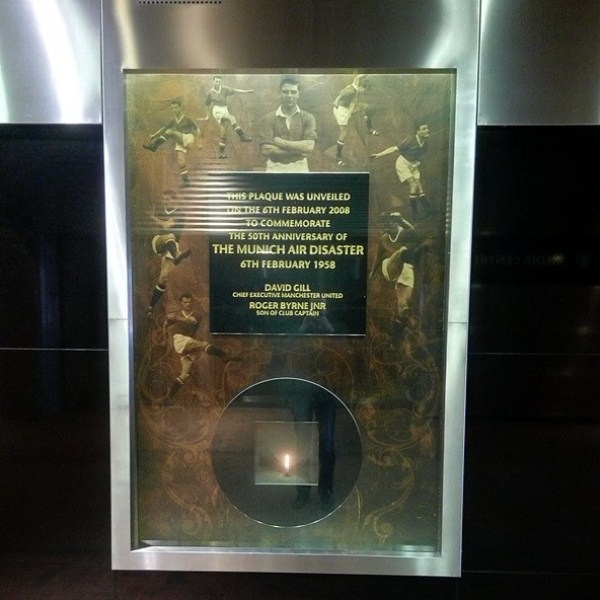 THIS PLAQUE WAS UNVEILED
ON THE 6TH FEBRUARY 2008
TO COMMEMORATE
THE 50TH ANNIVERSARY OF
THE MUNICH AIR DISASTER
6TH FEBRUARY 1958
DAVID GILL
CHIEF EXECUTIVE MANCHESTER UNITED
ROGER BYRNE JNR
SON OF CLUB CAPTAIN